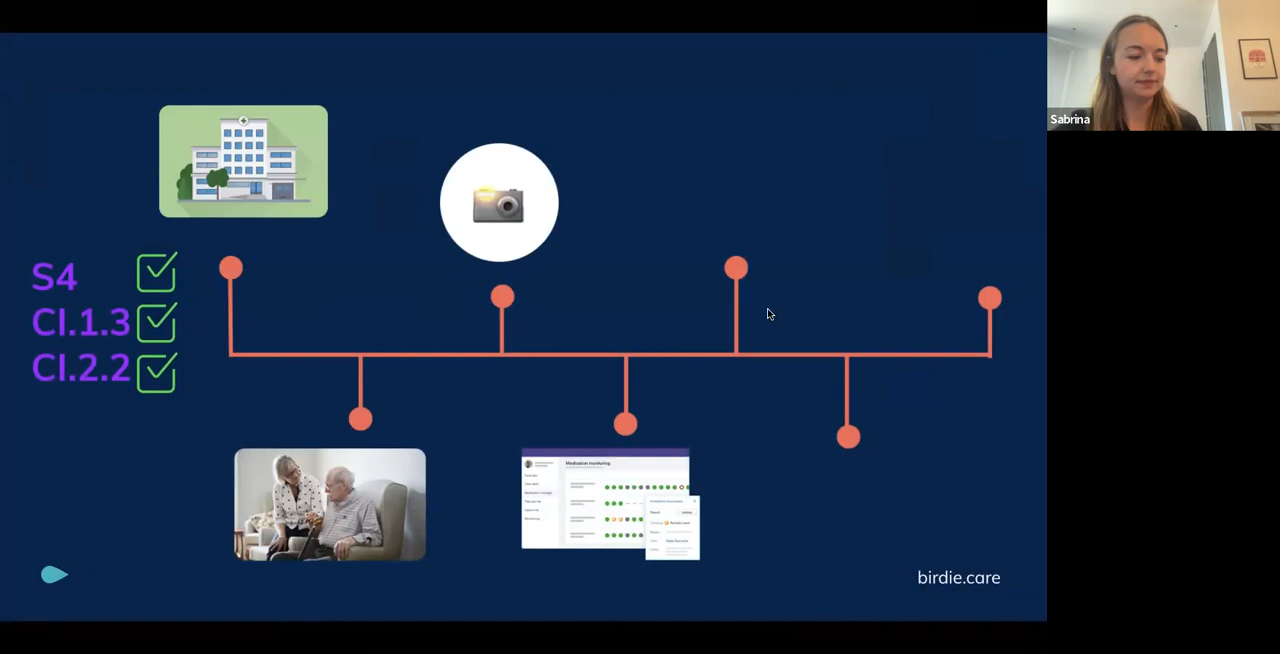 Sabrina
S4
CI.1.3
CI.2.2
Medication monitoring
birdie.care